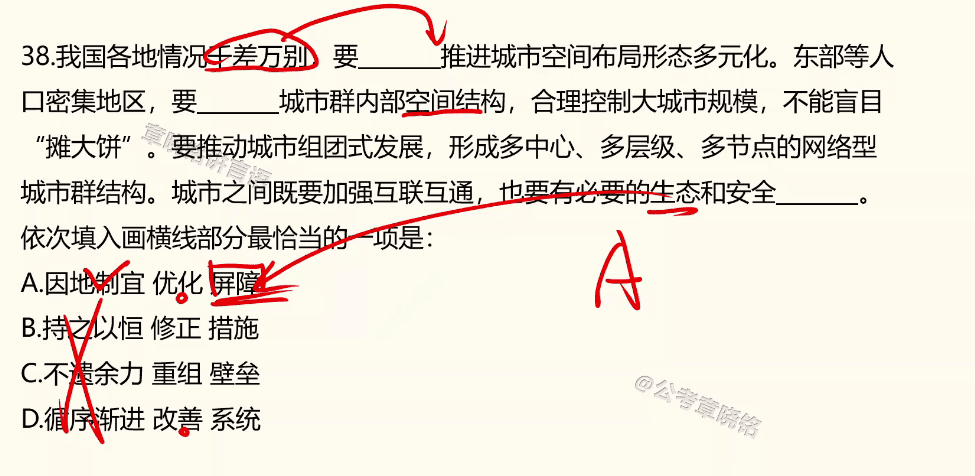 38.我国各地情况千差万别，要______推进城市空间布局形态多元化。东部等人
口密集地区，要______城市群内部空间结构，合理控制大城市规模，不能盲目
“摊大饼”。要推动城市组团式发展，形成多中心、多层级、多节点的网络型
城市群结构。城市之间既要加强互联互通，也要有必要的生态和安全______。
依次填入画横线部分最恰当的一项是：
A.因地制宜 优化 屏障
A
B.持之以恒 修正 措施
C.不遗余力 重组 壁垒
D.循序渐进 改善 系统
@公考章晓铭